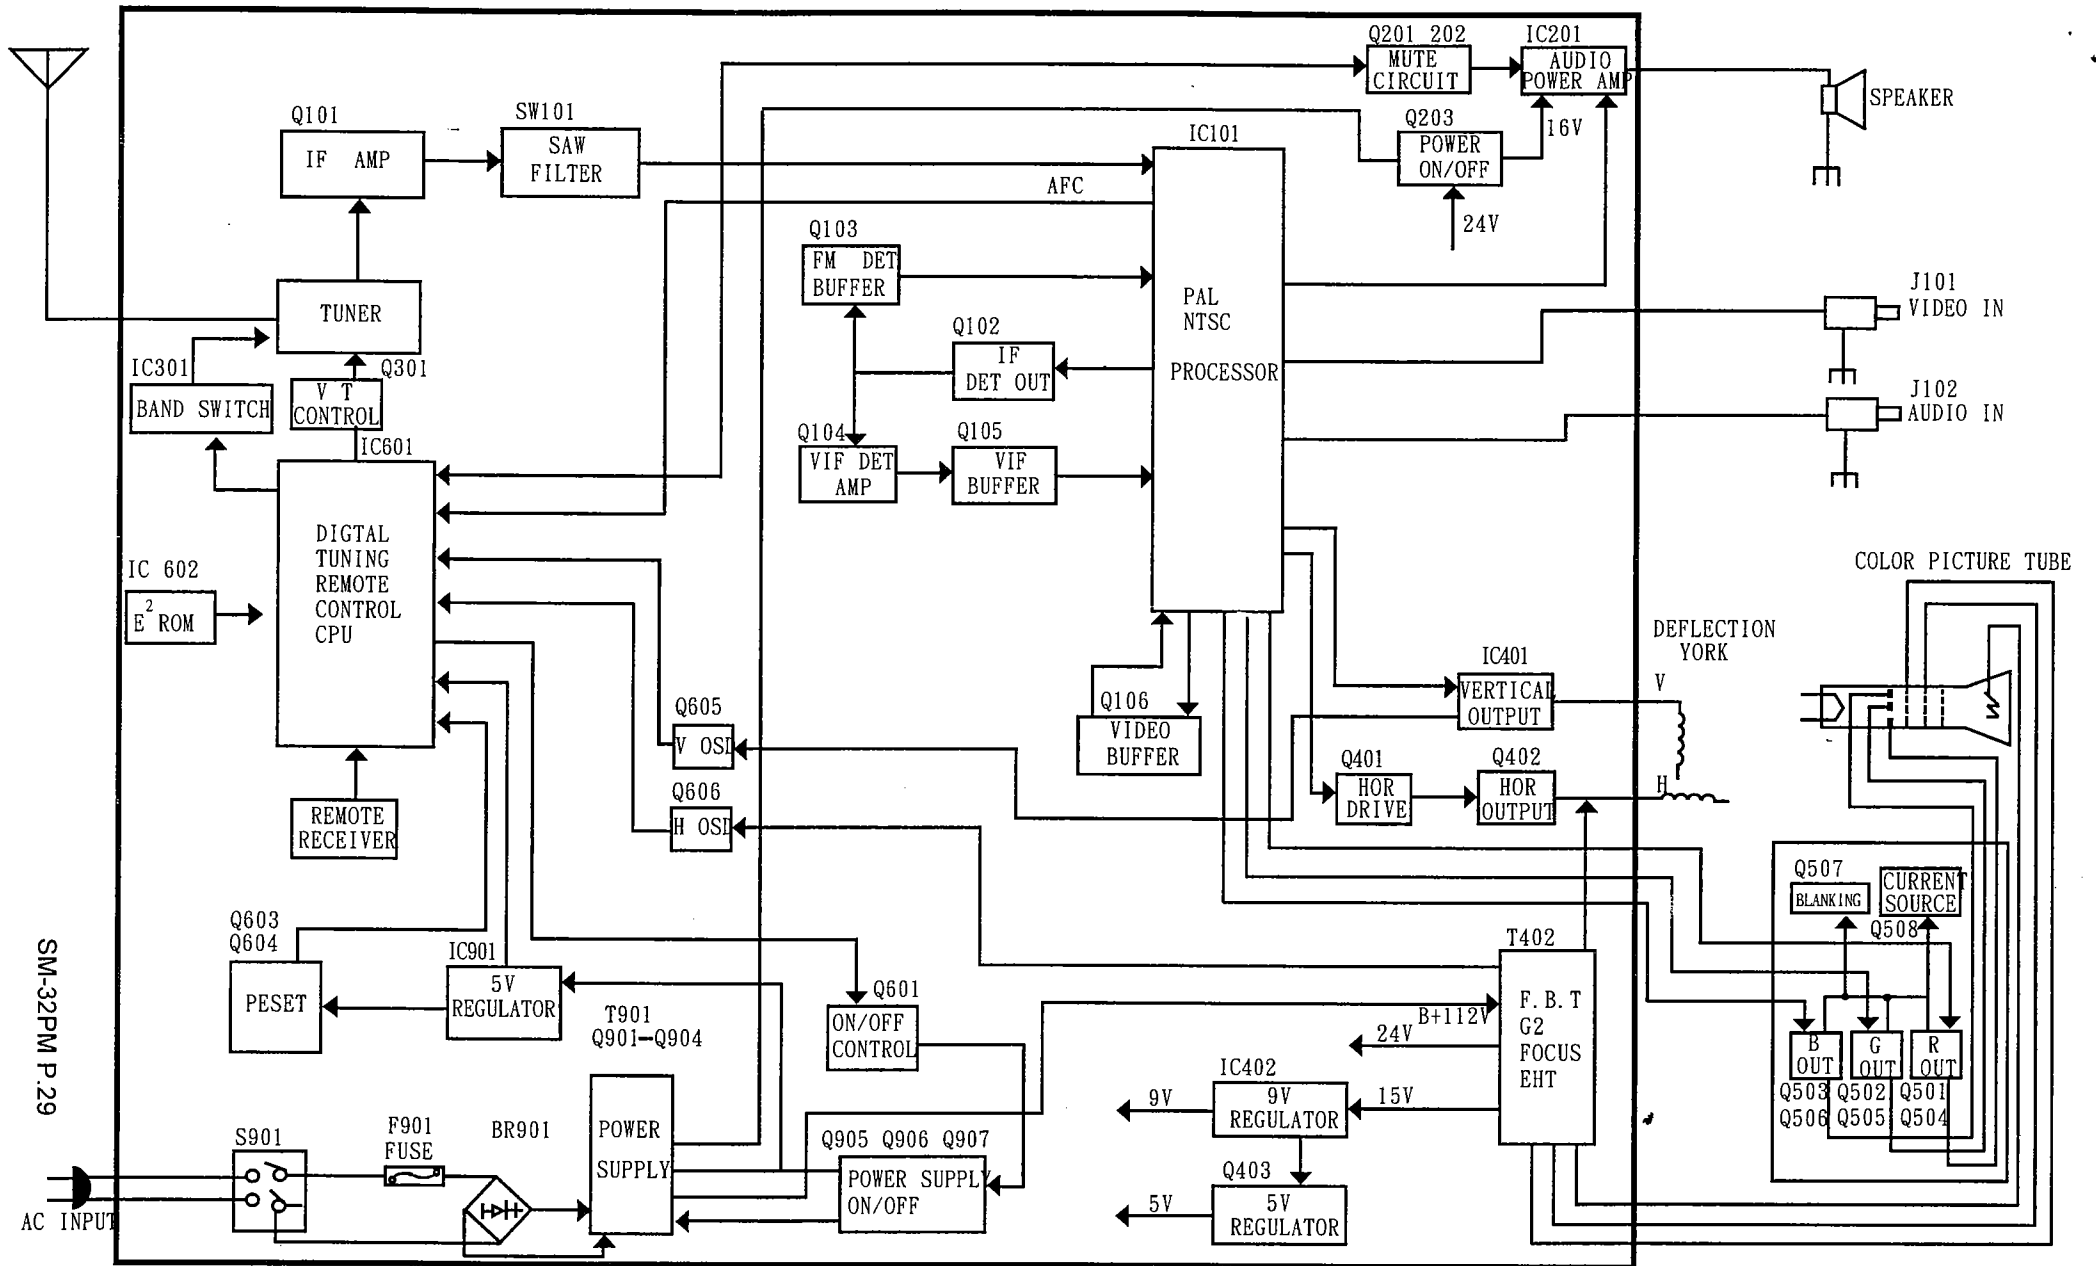 Q201 202
MUTE
CIRCUIT
IC201
AUDIO
POWER AMP
SPEAKER
Q101
IF AMP
SW101
SAW
FILTER
IC101
PAL
NTSC
PROCESSOR
Q203
POWER
ON/OFF
16V
24V
AFC
Q103
FM DET
BUFFER
TUNER
Q102
IF
DET OUT
J101
VIDEO IN
J102
AUDIO IN
IC301
BAND SWITCH
Q301
V T
CONTROL
IC601
DIGTAL
TUNING
REMOTE
CONTROL
CPU
Q104
VIF DET
AMP
Q105
VIF
BUFFER
IC 602
E2 ROM
COLOR PICTURE TUBE
DEFLECTION
YORK
V
H
IC401
VERTICAL
OUTPUT
Q106
VIDEO
BUFFER
Q605
V OSD
Q606
H OSD
Q401
HOR
DRIVE
Q402
HOR
OUTPUT
REMOTE
RECEIVER
Q507
BLANKING
CURRENT
SOURCE
Q508
Q603
Q604
PESET
IC901
5V
REGULATOR
T901
Q901-Q904
Q601
ON/OFF
CONTROL
T402
F.B.T
G2
FOCUS
EHT
B+112V
24V
15V
IC402
9V
REGULATOR
9V
Q403
5V
REGULATOR
5V
B
OUT
G
OUT
R
OUT
Q503
Q506
Q502
Q505
Q501
Q504
S901
F901
FUSE
BR901
POWER
SUPPLY
Q905 Q906 Q907
POWER SUPPLY
ON/OFF
AC INPUT
SM-32PM P.29